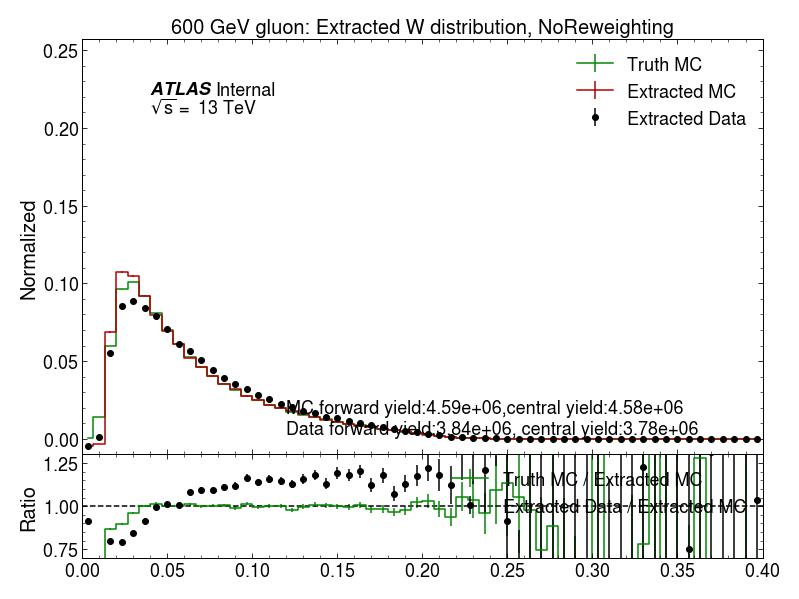 600 GeV gluon: Extracted W distribution, NoReweighting
0.25
0.20
0.15
0.10
0.05
0.00
Normalized
ATLAS Internal
√s = 13 TeV
Truth MC
Extracted MC
Extracted Data
MC forward yield:4.59e+06,central yield:4.58e+06
Data forward yield:3.84e+06, central yield:3.78e+06
1.25
1.00
0.75
Ratio
Truth MC / Extracted MC
Extracted Data / Extracted MC
0.00 0.05 0.10 0.15 0.20 0.25 0.30 0.35 0.40